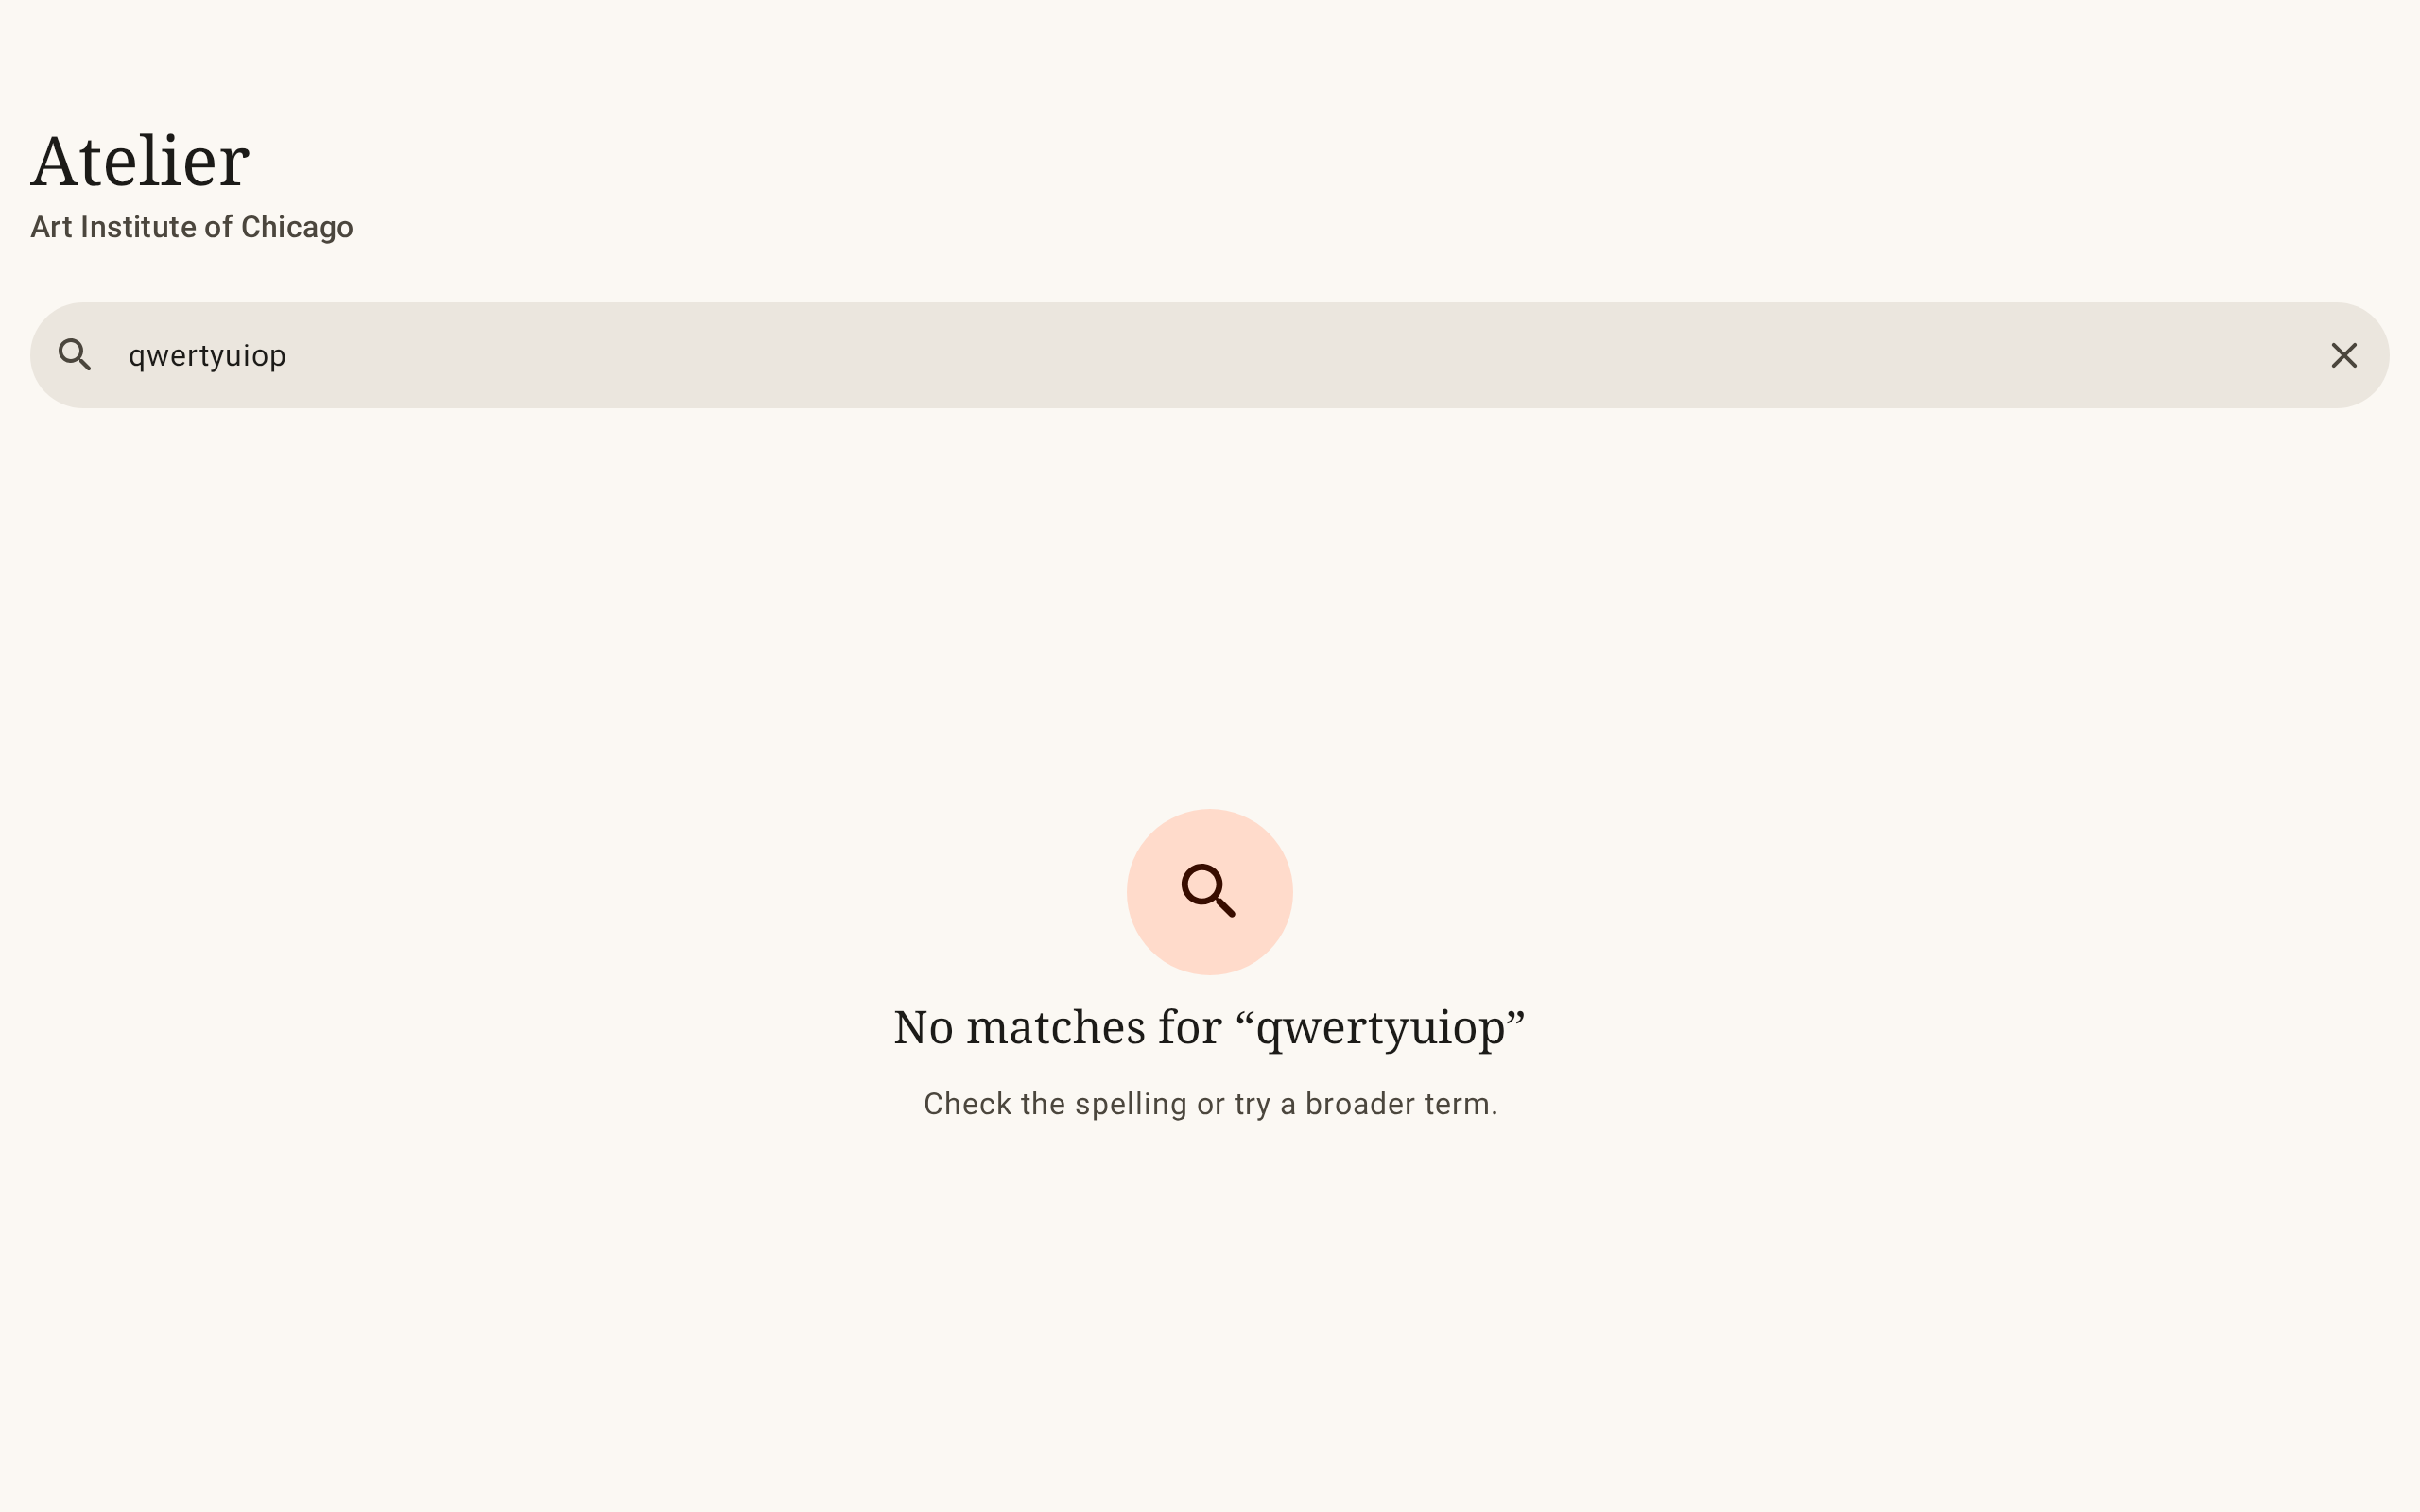 Atelier
Art Institute of Chicago
qwertyuiop
No matches for “qwertyuiop”
Check the spelling or try a broader term.